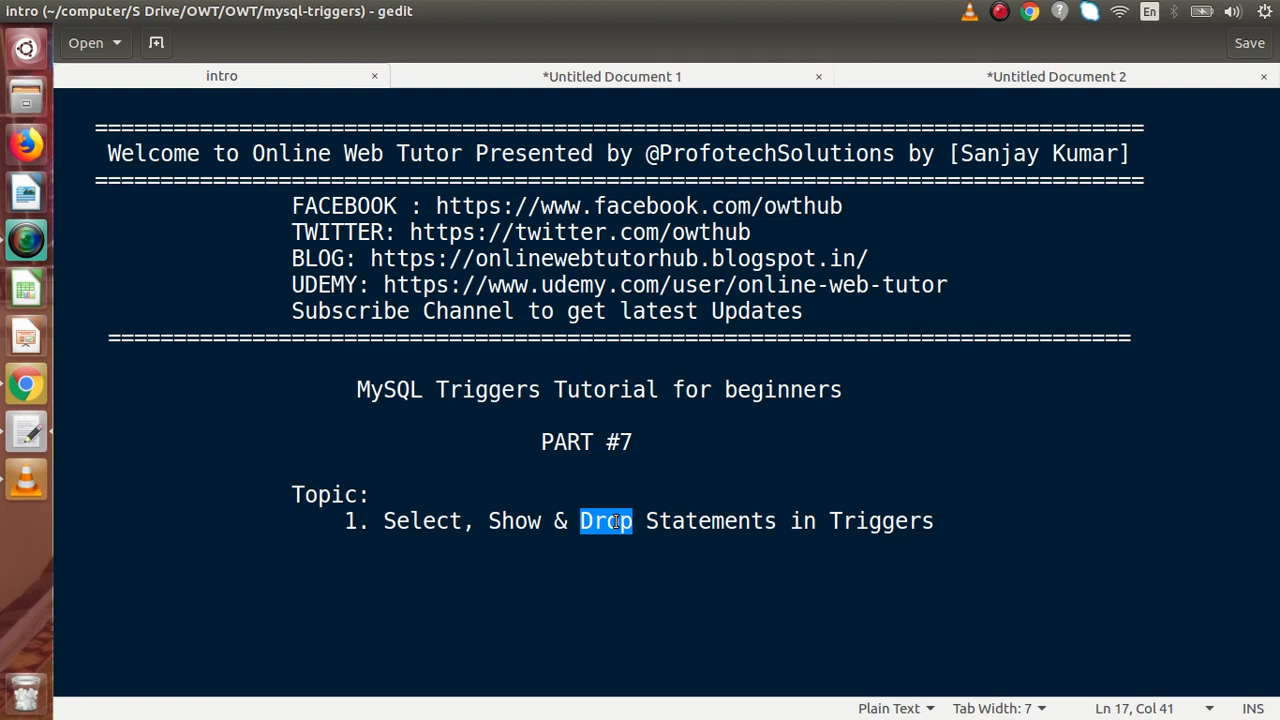 intro (~/computer/S Drive/OWT/OWT/mysql-triggers) - gedit
En
Open
Save
intro
*Untitled Document 1
*Untitled Document 2
================================================================================
Welcome to Online Web Tutor Presented by @ProfotechSolutions by [Sanjay Kumar]
================================================================================
FACEBOOK : https://www.facebook.com/owthub
TWITTER: https://twitter.com/owthub
BLOG: https://onlinewebtutorhub.blogspot.in/
UDEMY: https://www.udemy.com/user/online-web-tutor
Subscribe Channel to get latest Updates
==============================================================================
MySQL Triggers Tutorial for beginners
PART #7
Topic:
1. Select, Show & Drop Statements in Triggers
Plain Text
Tab Width: 7
Ln 17, Col 41
INS